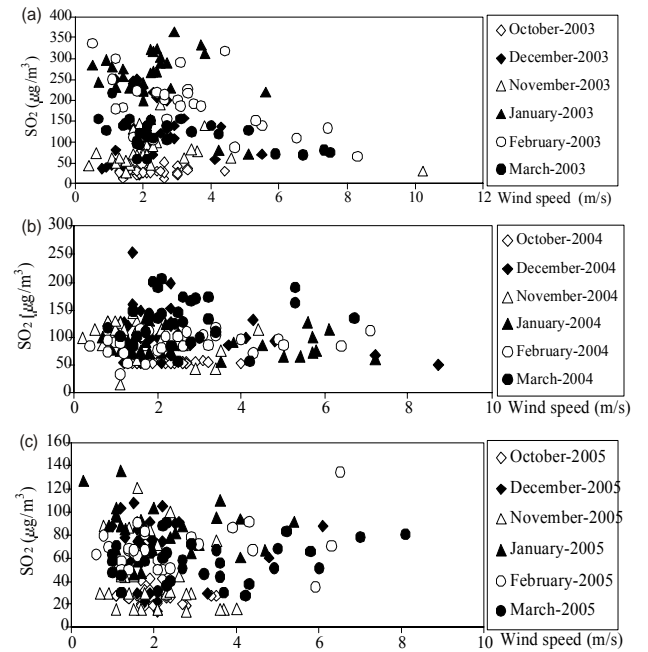 (a)
SO₂ (µg/m³)
400
350
300
250
200
150
100
50
0
0 2 4 6 8 10 12
Wind speed (m/s)
October-2003
December-2003
November-2003
January-2003
February-2003
March-2003
(b)
SO₂ (µg/m³)
300
250
200
150
100
50
0
0 2 4 6 8 10
Wind speed (m/s)
October-2004
December-2004
November-2004
January-2004
February-2004
March-2004
(c)
SO₂ (µg/m³)
160
140
120
100
80
60
40
20
0
0 2 4 6 8 10
Wind speed (m/s)
October-2005
December-2005
November-2005
January-2005
February-2005
March-2005